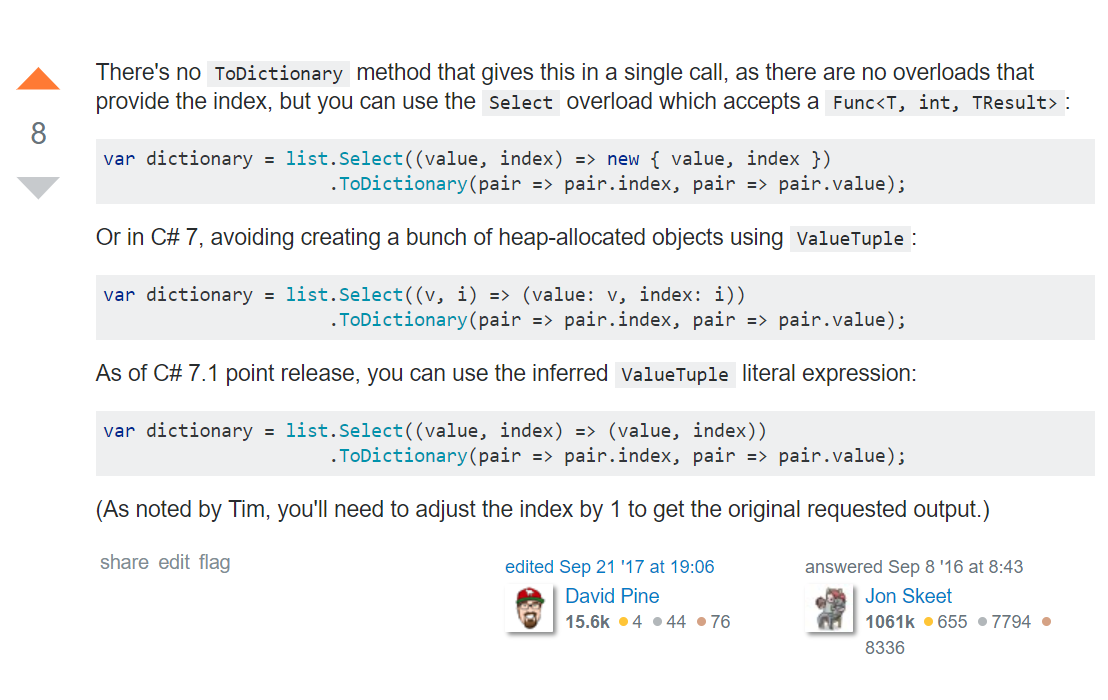 There's no ToDictionary method that gives this in a single call, as there are no overloads that
provide the index, but you can use the Select overload which accepts a Func<T, int, TResult>:
8
var dictionary = list.Select((value, index) => new { value, index })
.ToDictionary(pair => pair.index, pair => pair.value);
Or in C# 7, avoiding creating a bunch of heap-allocated objects using ValueTuple:
var dictionary = list.Select((v, i) => (value: v, index: i))
.ToDictionary(pair => pair.index, pair => pair.value);
As of C# 7.1 point release, you can use the inferred ValueTuple literal expression:
var dictionary = list.Select((value, index) => (value, index))
.ToDictionary(pair => pair.index, pair => pair.value);
(As noted by Tim, you'll need to adjust the index by 1 to get the original requested output.)
share edit flag
edited Sep 21 '17 at 19:06
David Pine
15.6k 4 44 76
answered Sep 8 '16 at 8:43
Jon Skeet
1061k 655 7794
8336